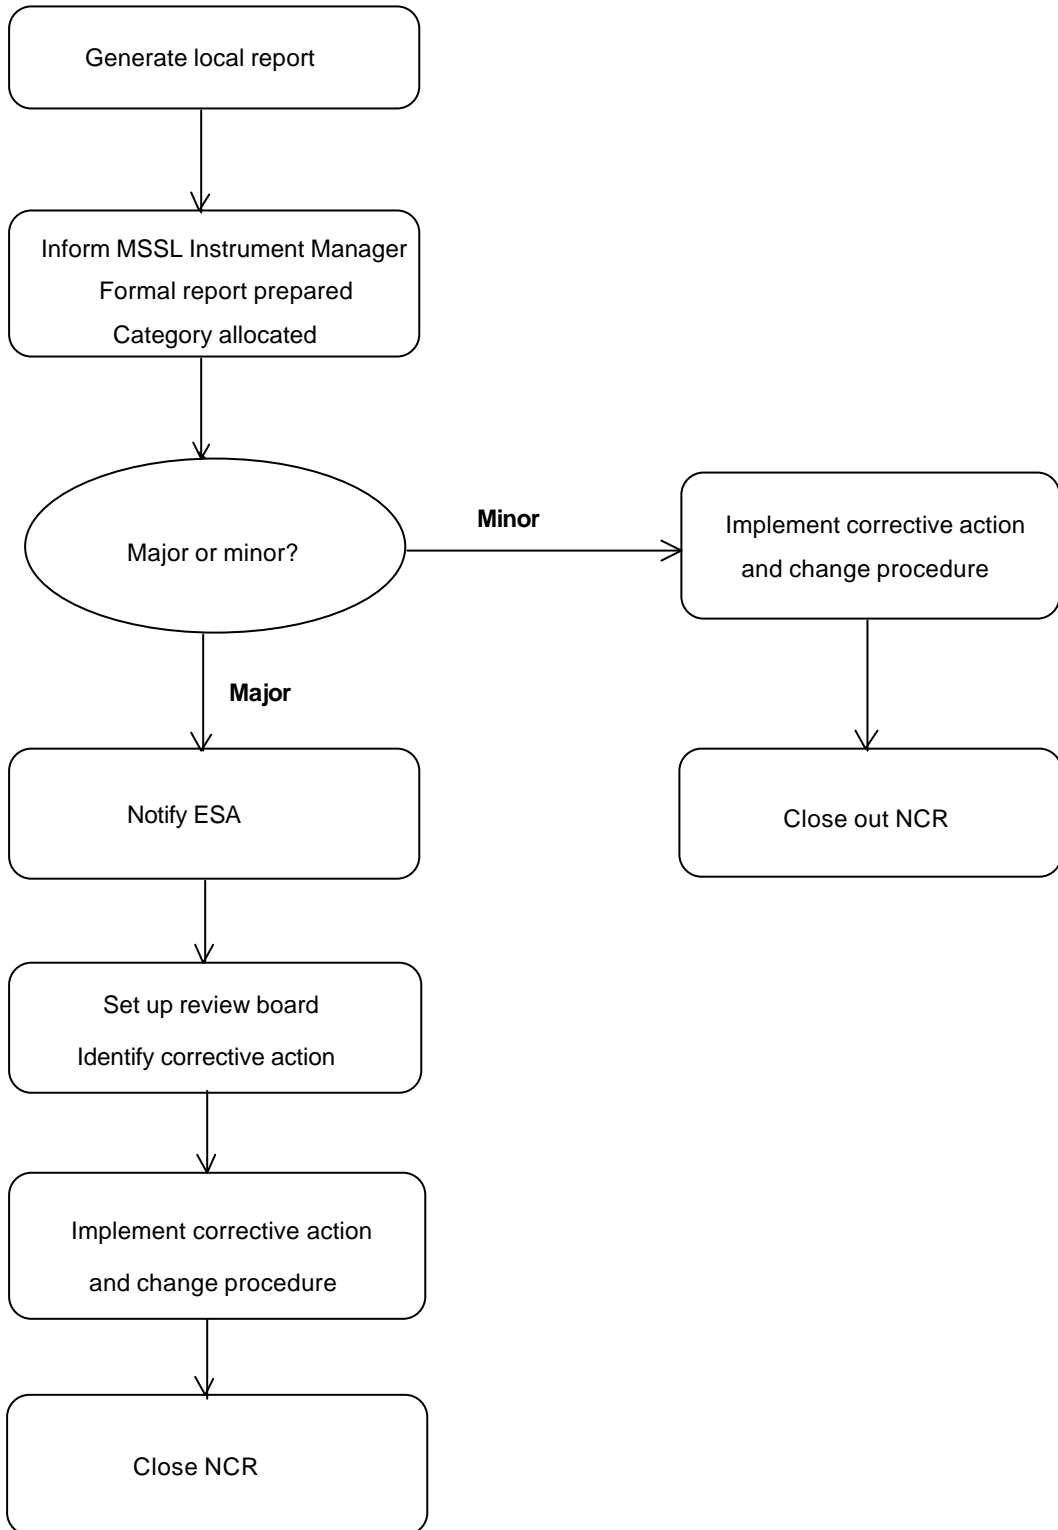 Generate local report
Inform MSSL Instrument Manager
Formal report prepared
Category allocated
Major or minor?
Minor
Implement corrective action
and change procedure
Close out NCR
Major
Notify ESA
Set up review board
Identify corrective action
Implement corrective action
and change procedure
Close NCR